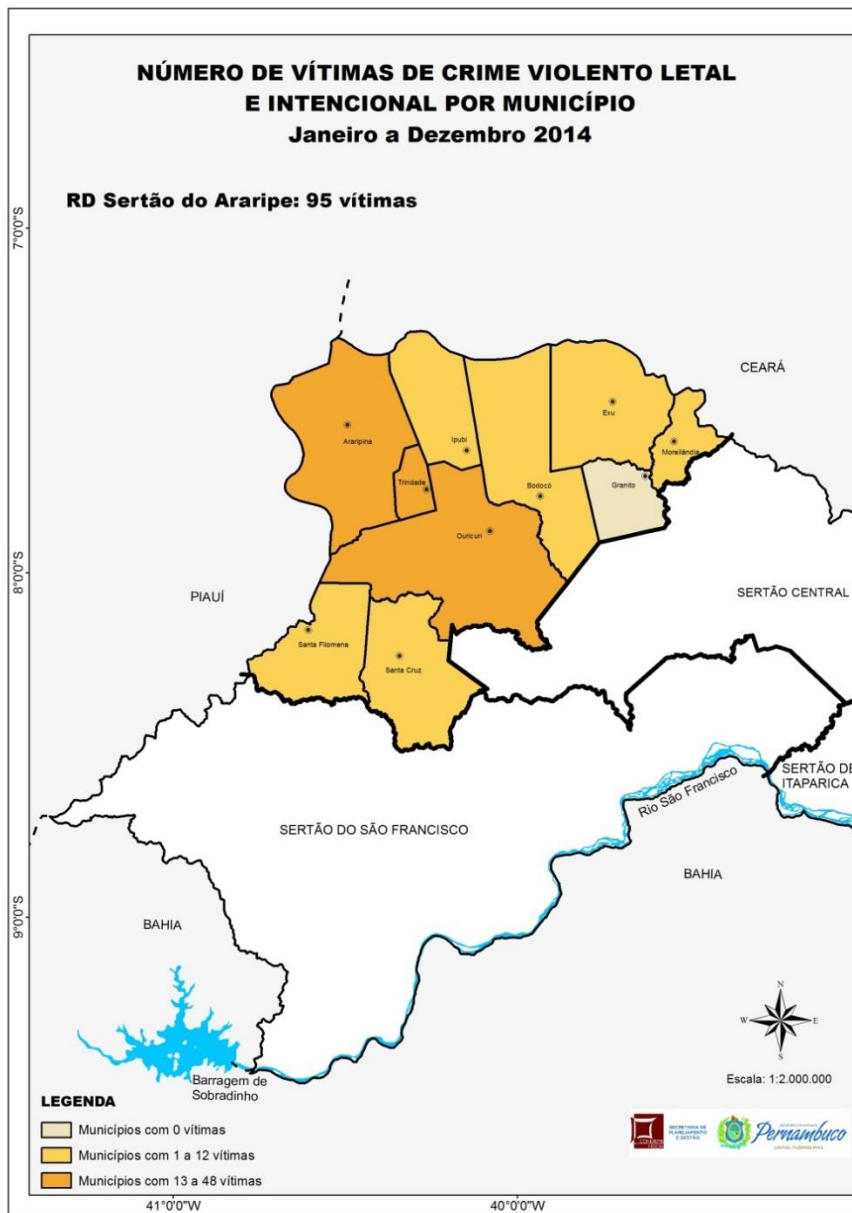 NÚMERO DE VÍTIMAS DE CRIME VIOLENTO LETAL
E INTENCIONAL POR MUNICÍPIO
Janeiro a Dezembro 2014
RD Sertão do Araripe: 95 vítimas
7°0'0"S
CEARÁ
Exu
Araripina
Ipubi
Moreilândia
Trindade
Bodocó
Granito
Ouricuri
8°0'0"S
PIAUÍ
SERTÃO CENTRAL
Santa Filomena
Santa Cruz
SERTÃO DE
ITAPARICA
Rio São Francisco
SERTÃO DO SÃO FRANCISCO
BAHIA
9°0'0"S
BAHIA
N
W E
S
Barragem de
Sobradinho
Escala: 1:2.000.000
LEGENDA
Municípios com 0 vítimas
Municípios com 1 a 12 vítimas
Municípios com 13 a 48 vítimas
SECRETARIA DE
PLANEJAMENTO
E GESTÃO
Pernambuco
41°0'0"W
40°0'0"W